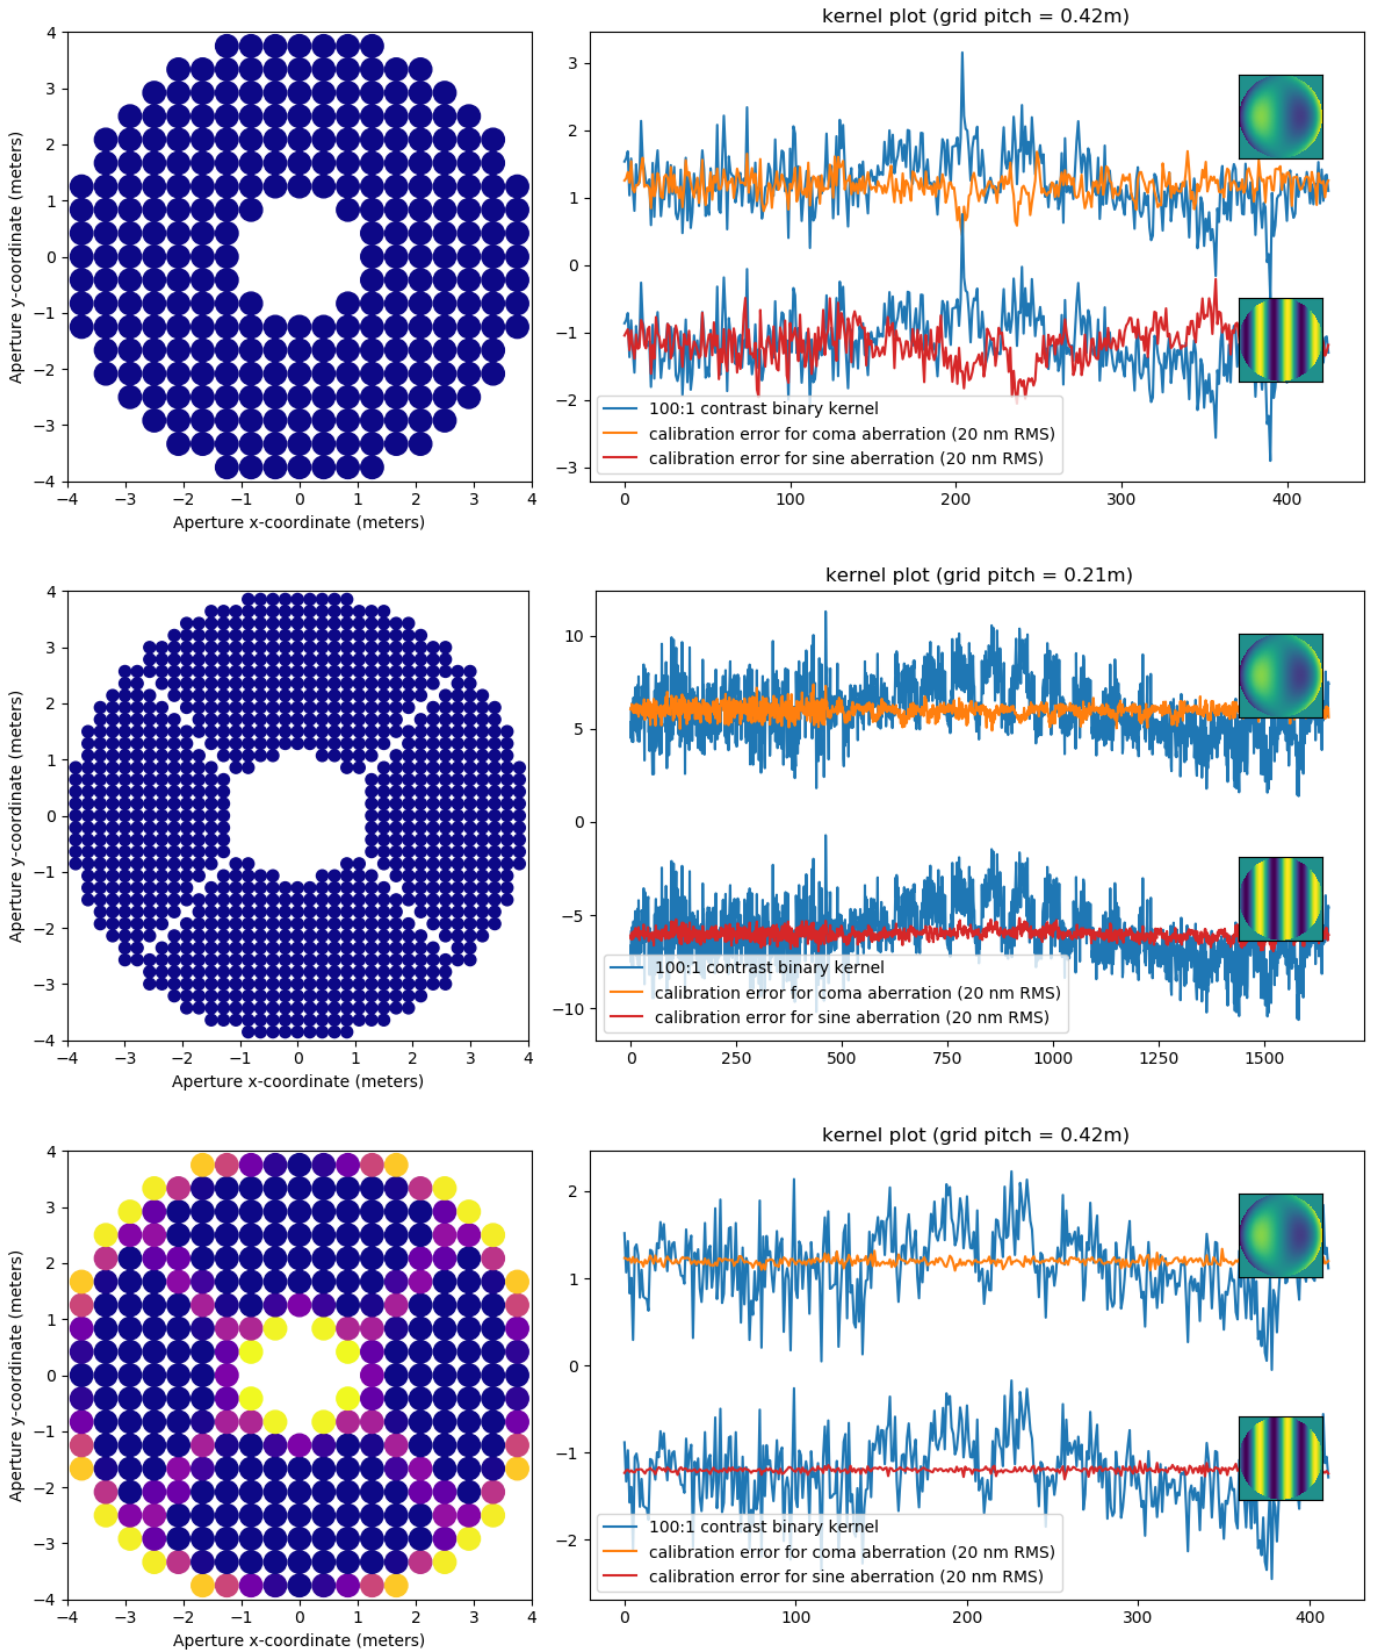 kernel plot (grid pitch = 0.42m)
4
3
2
1
0
−1
−2
−3
−4
Aperture y-coordinate (meters)
−4 −3 −2 −1 0 1 2 3 4
Aperture x-coordinate (meters)
3
2
1
0
−1
−2
−3
100:1 contrast binary kernel
calibration error for coma aberration (20 nm RMS)
calibration error for sine aberration (20 nm RMS)
0 100 200 300 400
kernel plot (grid pitch = 0.21m)
4
3
2
1
0
−1
−2
−3
−4
Aperture y-coordinate (meters)
−4 −3 −2 −1 0 1 2 3 4
Aperture x-coordinate (meters)
10
5
0
−5
−10
100:1 contrast binary kernel
calibration error for coma aberration (20 nm RMS)
calibration error for sine aberration (20 nm RMS)
0 250 500 750 1000 1250 1500
kernel plot (grid pitch = 0.42m)
4
3
2
1
0
−1
−2
−3
−4
Aperture y-coordinate (meters)
−4 −3 −2 −1 0 1 2 3 4
Aperture x-coordinate (meters)
2
1
0
−1
−2
100:1 contrast binary kernel
calibration error for coma aberration (20 nm RMS)
calibration error for sine aberration (20 nm RMS)
0 100 200 300 400